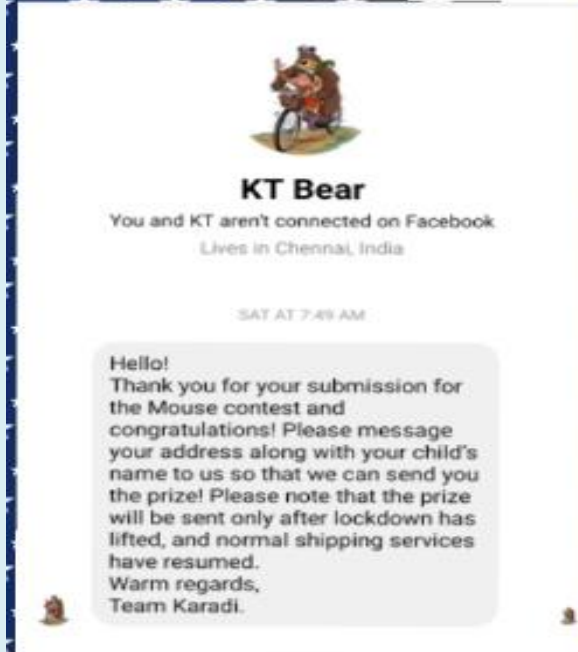 KT Bear
You and KT aren't connected on Facebook
Lives in Chennai, India
SAT AT 7:49 AM
Hello!
Thank you for your submission for
the Mouse contest and
congratulations! Please message
your address along with your child's
name to us so that we can send you
the prize! Please note that the prize
will be sent only after lockdown has
lifted, and normal shipping services
have resumed.
Warm regards,
Team Karadi.